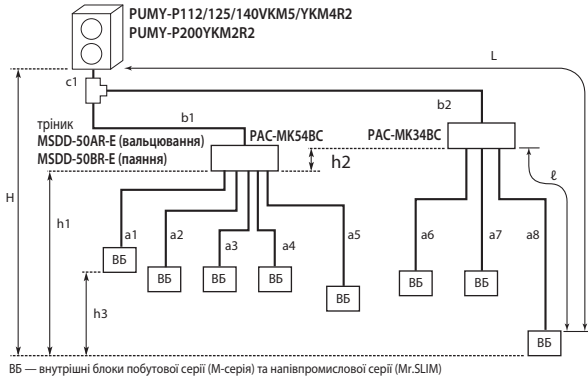 PUMY-P112/125/140VKM5/YKM4R2
PUMY-P200YKM2R2
L
c1
b1
b2
трійник
MSDD-50AR-E (вальцювання)
MSDD-50BR-E (паяння)
PAC-MK54BC
PAC-MK34BC
h2
H
h1
ℓ
a1
a2
a3
a4
a5
a6
a7
a8
ВБ
ВБ
ВБ
ВБ
ВБ
ВБ
ВБ
ВБ
h3
ВБ — внутрішні блоки побутової серії (М-серія) та напівпромислової серії (Mr.SLIM)